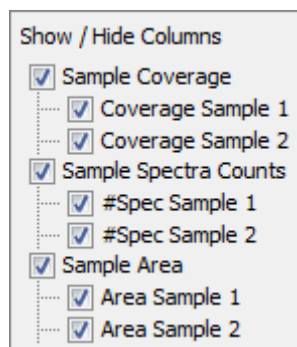 Show / Hide Columns
Sample Coverage
Coverage Sample 1
Coverage Sample 2
Sample Spectra Counts
#Spec Sample 1
#Spec Sample 2
Sample Area
Area Sample 1
Area Sample 2